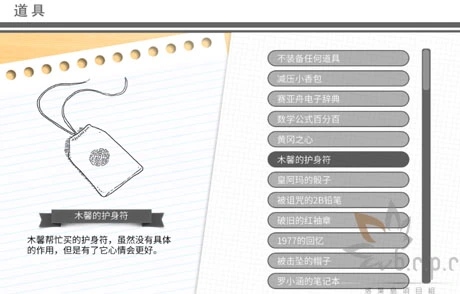 道具
不装备任何道具
减压小香包
赛亚舟电子辞典
数学公式百分百
黄冈之心
木馨的护身符
皇阿玛的骰子
被诅咒的2B铅笔
破旧的红袖章
1977的回忆
被击坠的帽子
罗小涵的笔记本
木馨的护身符
木馨帮忙买的护身符，虽然没有具体
的作用，但是有了它心情会更好。